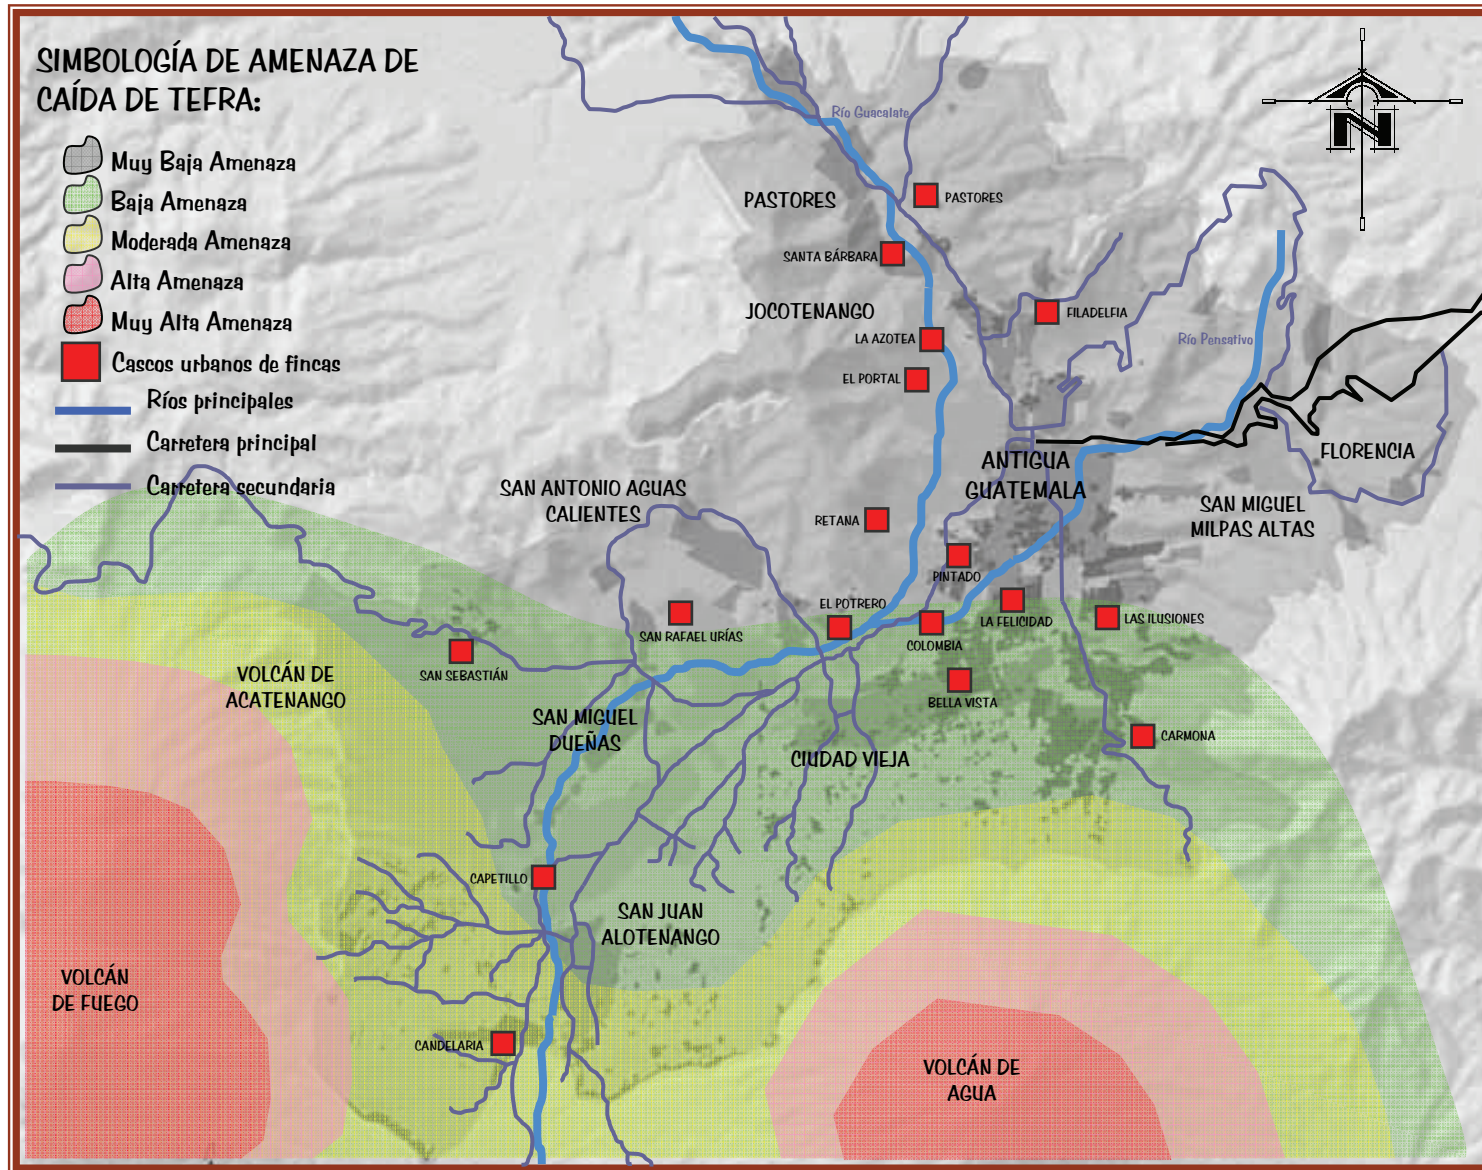 SIMBOLOGÍA DE AMENAZA DE
CAÍDA DE TEFRA:
Muy Baja Amenaza
Baja Amenaza
Moderada Amenaza
Alta Amenaza
Muy Alta Amenaza
Cascos urbanos de fincas
Ríos principales
Carretera principal
Carretera secundaria
N
Río Guacalate
PASTORES
PASTORES
SANTA BÁRBARA
JOCOTENANGO
FILADELFIA
LA AZOTEA
Río Pensativo
EL PORTAL
FLORENCIA
ANTIGUA
GUATEMALA
SAN ANTONIO AGUAS
CALIENTES
SAN MIGUEL
MILPAS ALTAS
RETANA
PINTADO
EL POTRERO
LA FELICIDAD
LAS ILUSIONES
SAN RAFAEL URÍAS
COLOMBIA
SAN SEBASTIÁN
VOLCÁN DE
ACATENANGO
BELLA VISTA
SAN MIGUEL
DUEÑAS
CARMONA
CIUDAD VIEJA
CAPETILLO
SAN JUAN
ALOTENANGO
VOLCÁN
DE FUEGO
CANDELARIA
VOLCÁN DE
AGUA